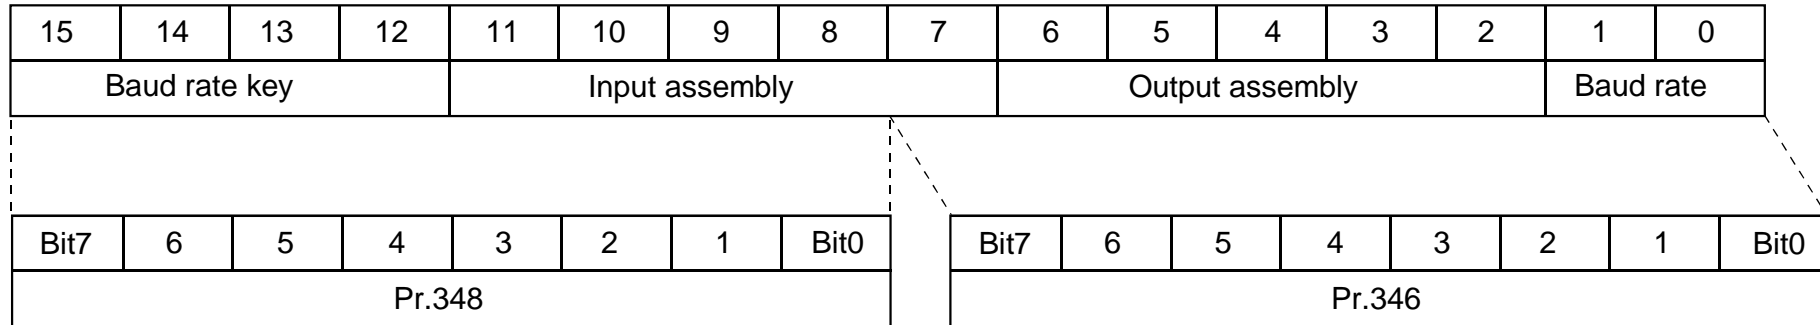 15 14 13 12 11 10 9 8 7 6 5 4 3 2 1 0
Baud rate key Input assembly Output assembly Baud rate
Bit7 6 5 4 3 2 1 Bit0 Bit7 6 5 4 3 2 1 Bit0
Pr.348 Pr.346